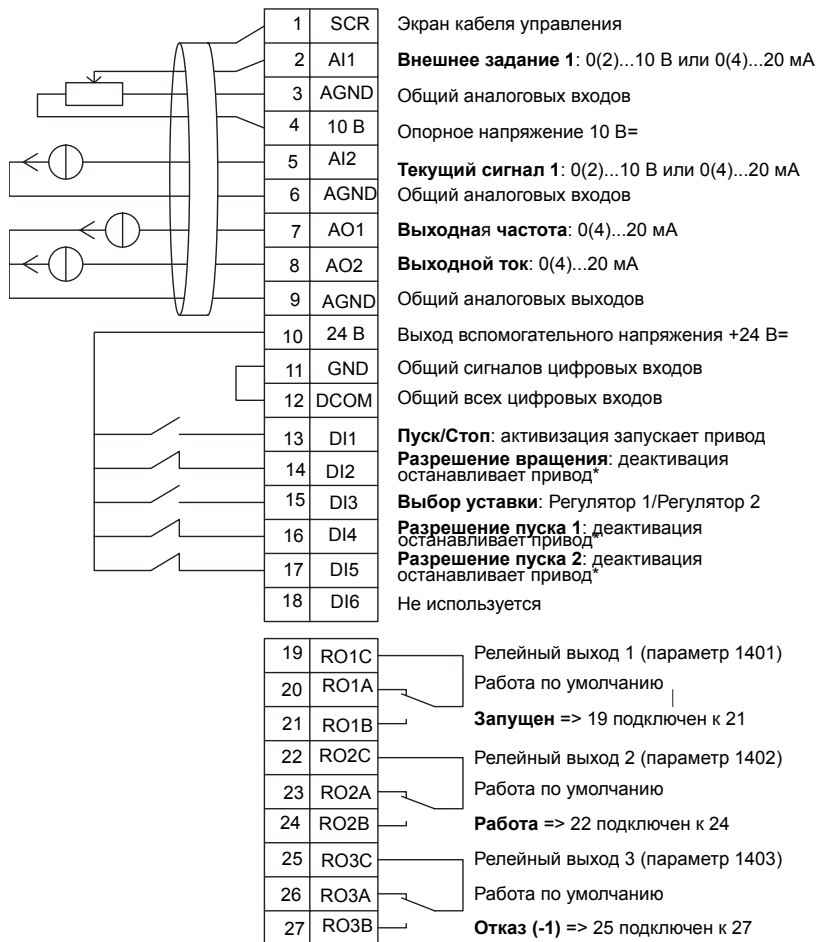 1 SCR Экран кабеля управления
2 AI1 Внешнее задание 1: 0(2)...10 В или 0(4)...20 мА
3 AGND Общий аналоговых входов
4 10 В Опорное напряжение 10 В=
5 AI2 Текущий сигнал 1: 0(2)...10 В или 0(4)...20 мА
6 AGND Общий аналоговых входов
7 AO1 Выходная частота: 0(4)...20 мА
8 AO2 Выходной ток: 0(4)...20 мА
9 AGND Общий аналоговых выходов
10 24 В Выход вспомогательного напряжения +24 В=
11 GND Общий сигналов цифровых входов
12 DCOM Общий всех цифровых входов
13 DI1 Пуск/Стоп: активизация запускает привод
14 DI2 Разрешение вращения: деактивация
останавливает привод*
15 DI3 Выбор уставки: Регулятор 1/Регулятор 2
16 DI4 Разрешение пуска 1: деактивация
останавливает привод*
17 DI5 Разрешение пуска 2: деактивация
останавливает привод*
18 DI6 Не используется
19 RO1C Релейный выход 1 (параметр 1401)
20 RO1A Работа по умолчанию
21 RO1B Запущен => 19 подключен к 21
22 RO2C Релейный выход 2 (параметр 1402)
23 RO2A Работа по умолчанию
24 RO2B Работа => 22 подключен к 24
25 RO3C Релейный выход 3 (параметр 1403)
26 RO3A Работа по умолчанию
27 RO3B Отказ (-1) => 25 подключен к 27